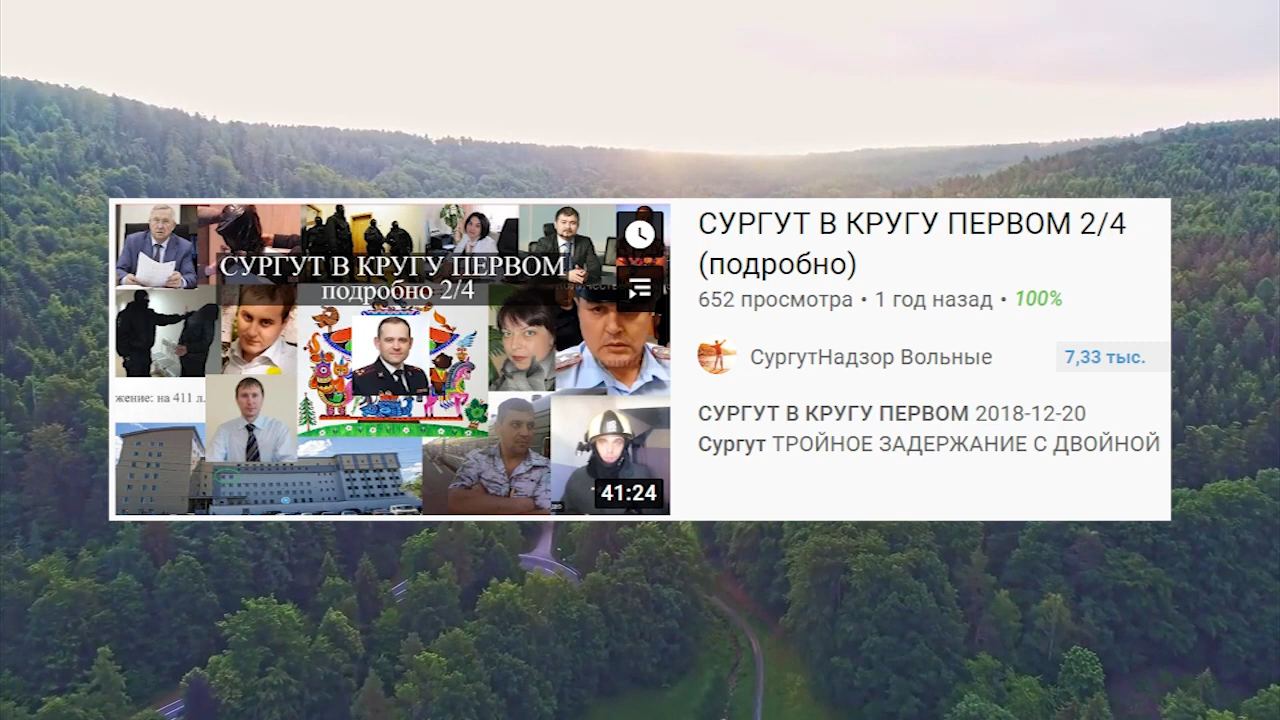 СУРГУТ В КРУГУ ПЕРВОМ
подробно 2/4
жение: на 411 л.
41:24
СУРГУТ В КРУГУ ПЕРВОМ 2/4
(подробно)
652 просмотра • 1 год назад • 100%
СургутНадзор Вольные
7,33 тыс.
СУРГУТ В КРУГУ ПЕРВОМ 2018-12-20
Сургут ТРОЙНОЕ ЗАДЕРЖАНИЕ С ДВОЙНОЙ